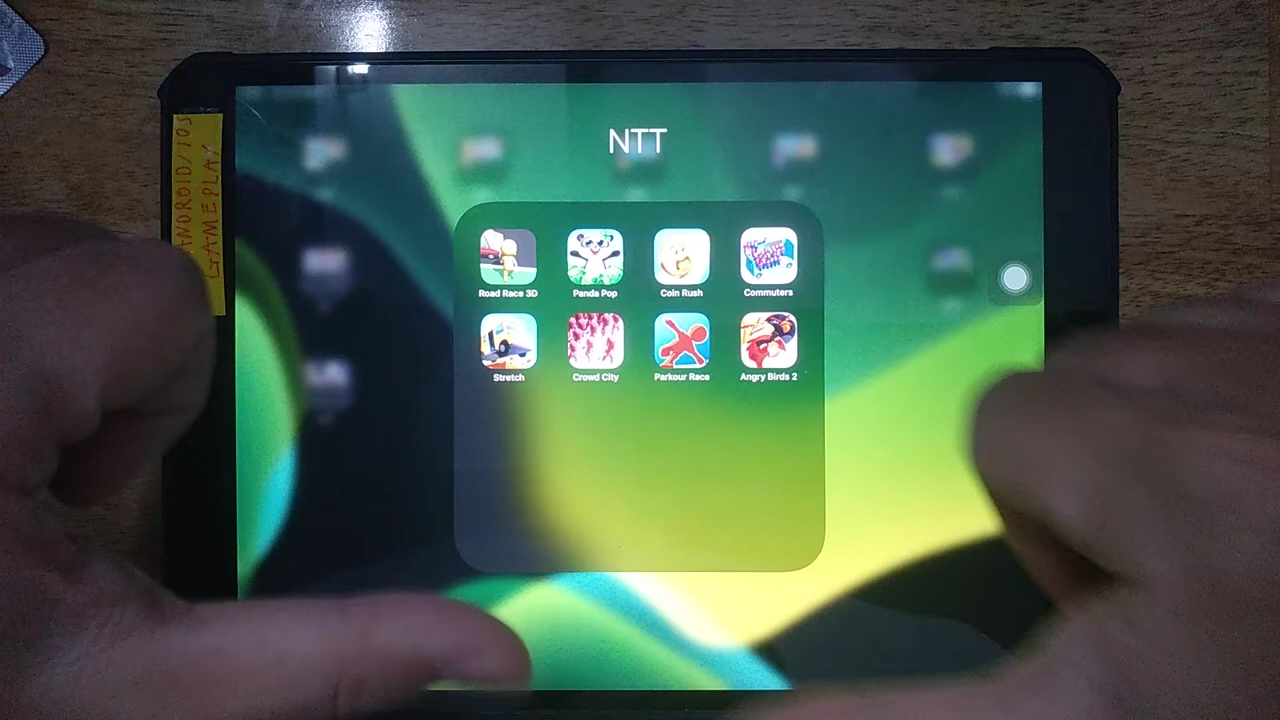 ANDROID/IOS
GAMEPLAY
NTT
Road Race 3D
Panda Pop
Coin Rush
Commuters
Stretch
Crowd City
Parkour Race
Angry Birds 2